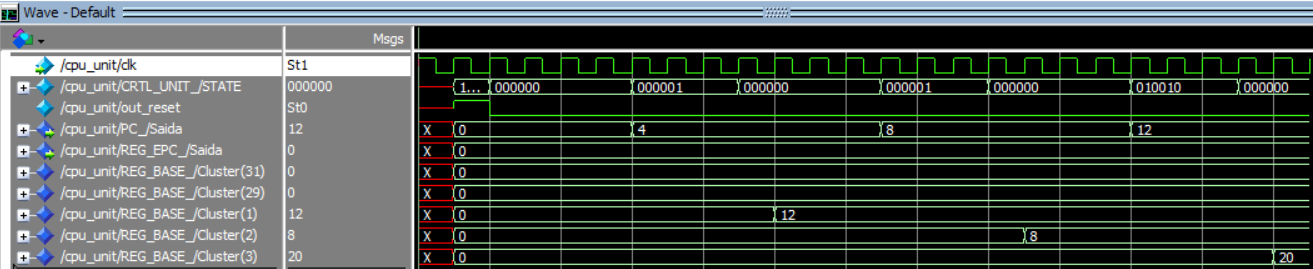 Wave - Default
Msgs
/cpu_unit/clk St1
/cpu_unit/CRTL_UNIT_/STATE 000000 1... 000000 000001 000000 000001 000000 010010 000000
/cpu_unit/out_reset St0
/cpu_unit/PC_/Saida 12 X 0 4 8 12
/cpu_unit/REG_EPC_/Saida 0 X 0
/cpu_unit/REG_BASE_/Cluster(31) 0 X 0
/cpu_unit/REG_BASE_/Cluster(29) 0 X 0
/cpu_unit/REG_BASE_/Cluster(1) 12 X 0 12
/cpu_unit/REG_BASE_/Cluster(2) 8 X 0 8
/cpu_unit/REG_BASE_/Cluster(3) 20 X 0 20